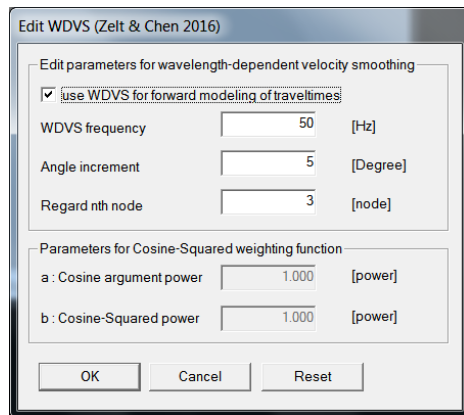 Edit WDVS (Zelt & Chen 2016)
Edit parameters for wavelength-dependent velocity smoothing
use WDVS for forward modeling of traveltimes
WDVS frequency 50 [Hz]
Angle increment 5 [Degree]
Regard nth node 3 [node]
Parameters for Cosine-Squared weighting function
a : Cosine argument power 1.000 [power]
b : Cosine-Squared power 1.000 [power]
OK Cancel Reset